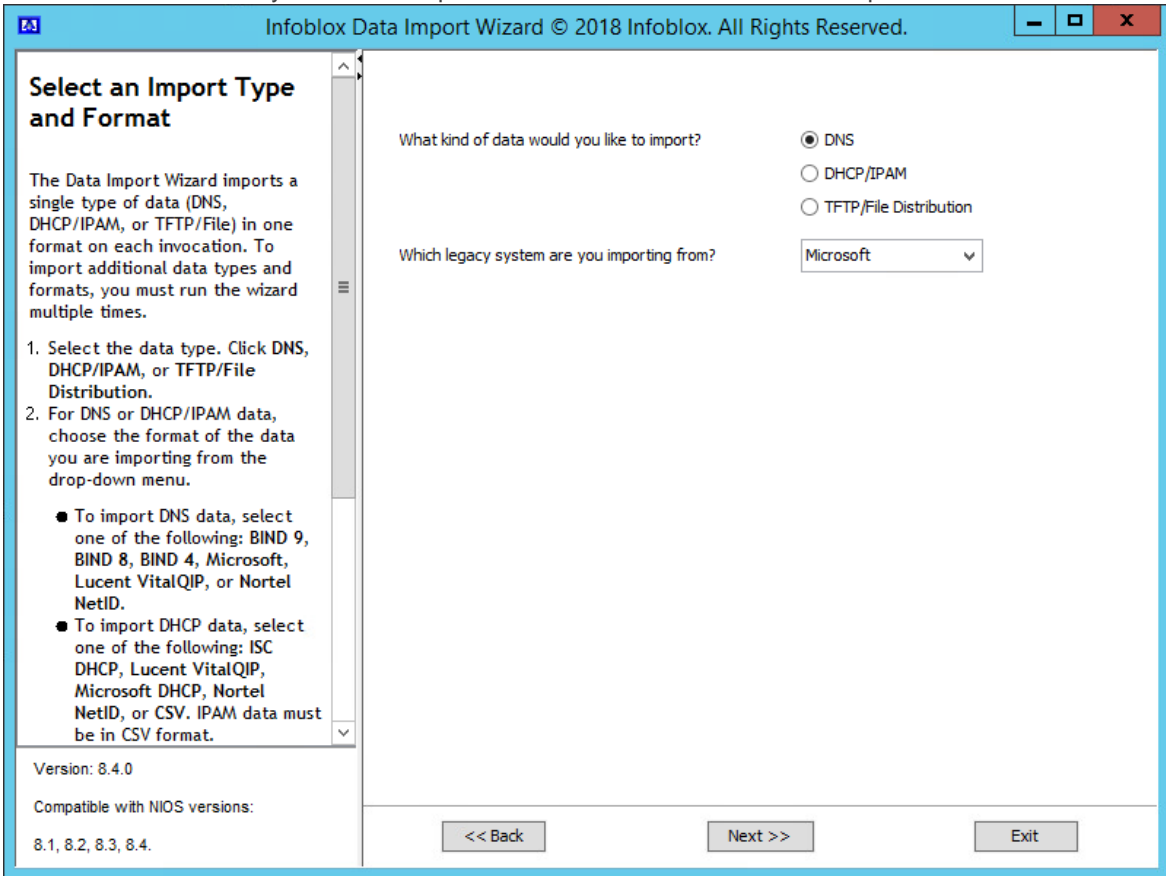 Infoblox Data Import Wizard © 2018 Infoblox. All Rights Reserved.
Select an Import Type
and Format
The Data Import Wizard imports a
single type of data (DNS,
DHCP/IPAM, or TFTP/File) in one
format on each invocation. To
import additional data types and
formats, you must run the wizard
multiple times.
1. Select the data type. Click DNS,
DHCP/IPAM, or TFTP/File
Distribution.
2. For DNS or DHCP/IPAM data,
choose the format of the data
you are importing from the
drop-down menu.
● To import DNS data, select
one of the following: BIND 9,
BIND 8, BIND 4, Microsoft,
Lucent VitalQIP, or Nortel
NetID.
● To import DHCP data, select
one of the following: ISC
DHCP, Lucent VitalQIP,
Microsoft DHCP, Nortel
NetID, or CSV. IPAM data must
be in CSV format.
Version: 8.4.0
Compatible with NIOS versions:
8.1, 8.2, 8.3, 8.4.
What kind of data would you like to import?
DNS
DHCP/IPAM
TFTP/File Distribution
Which legacy system are you importing from?
Microsoft
<< Back
Next >>
Exit